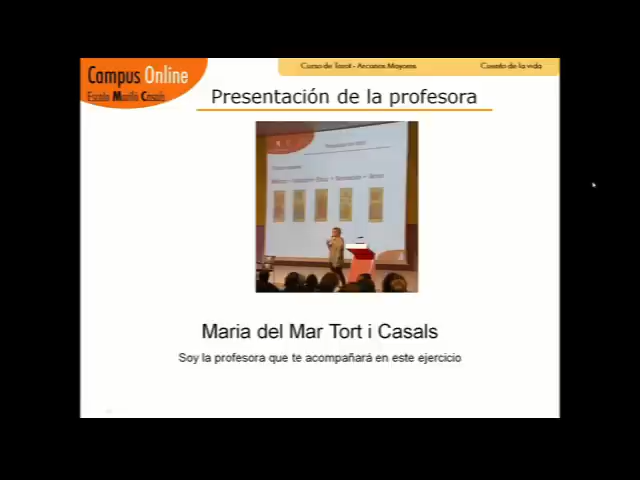 Campus Online
Escola Mariló Casals
Curso de Tarot - Arcanos Mayores
Cuento de la vida
Presentación de la profesora
Maria del Mar Tort i Casals
Soy la profesora que te acompañará en este ejercicio